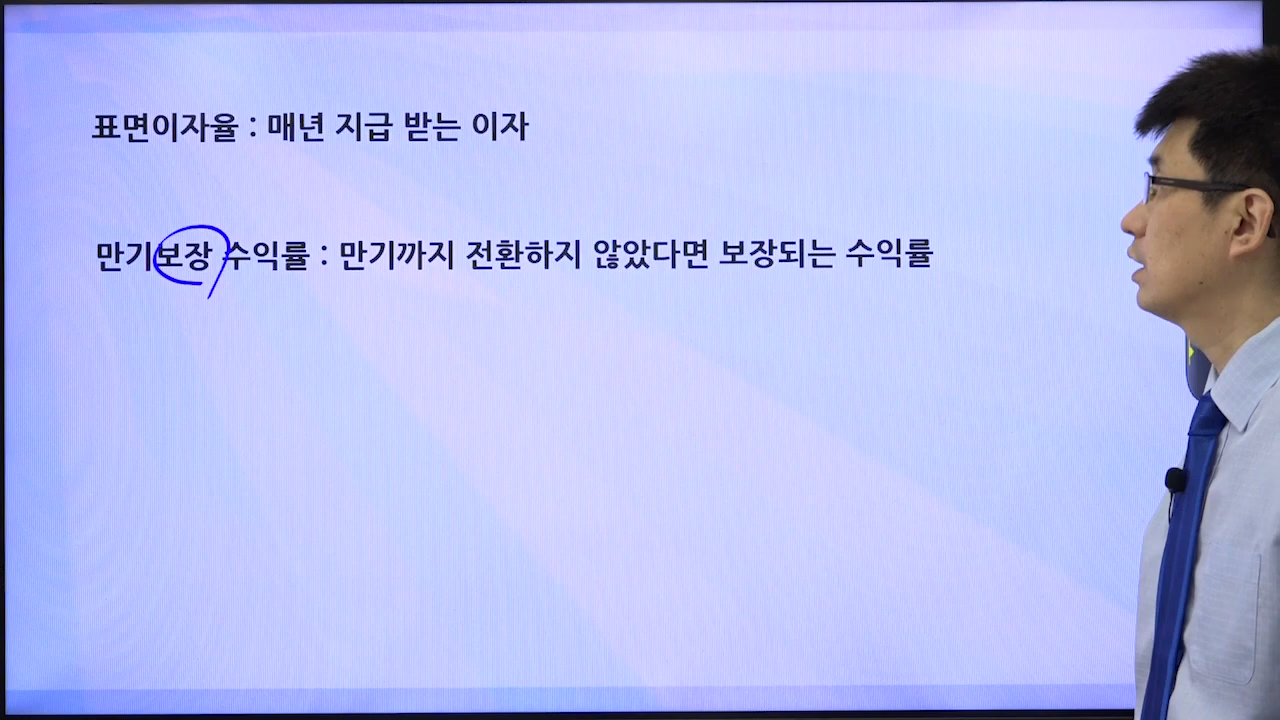 표면이자율 : 매년 지급 받는 이자
만기보장 수익률 : 만기까지 전환하지 않았다면 보장되는 수익률